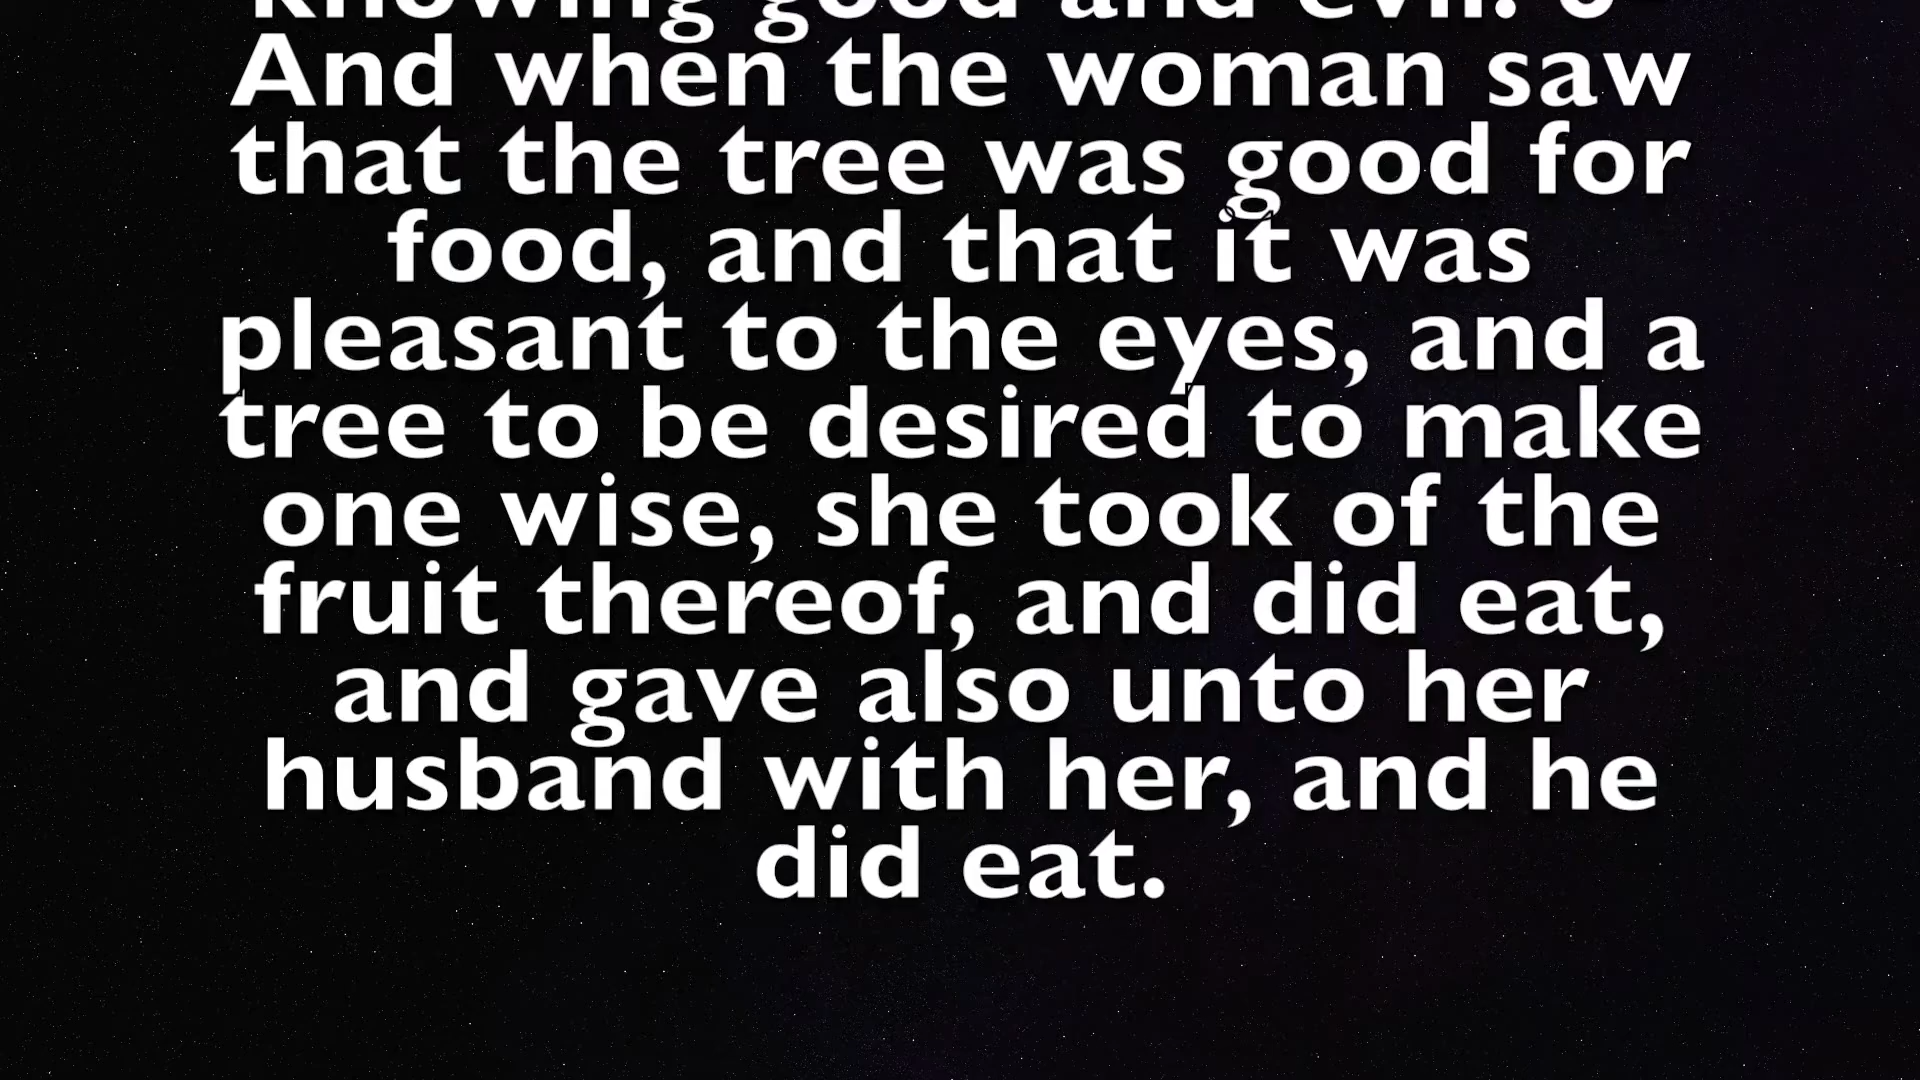 knowing good and evil. 6
And when the woman saw
that the tree was good for
food, and that it was
pleasant to the eyes, and a
tree to be desired to make
one wise, she took of the
fruit thereof, and did eat,
and gave also unto her
husband with her, and he
did eat.